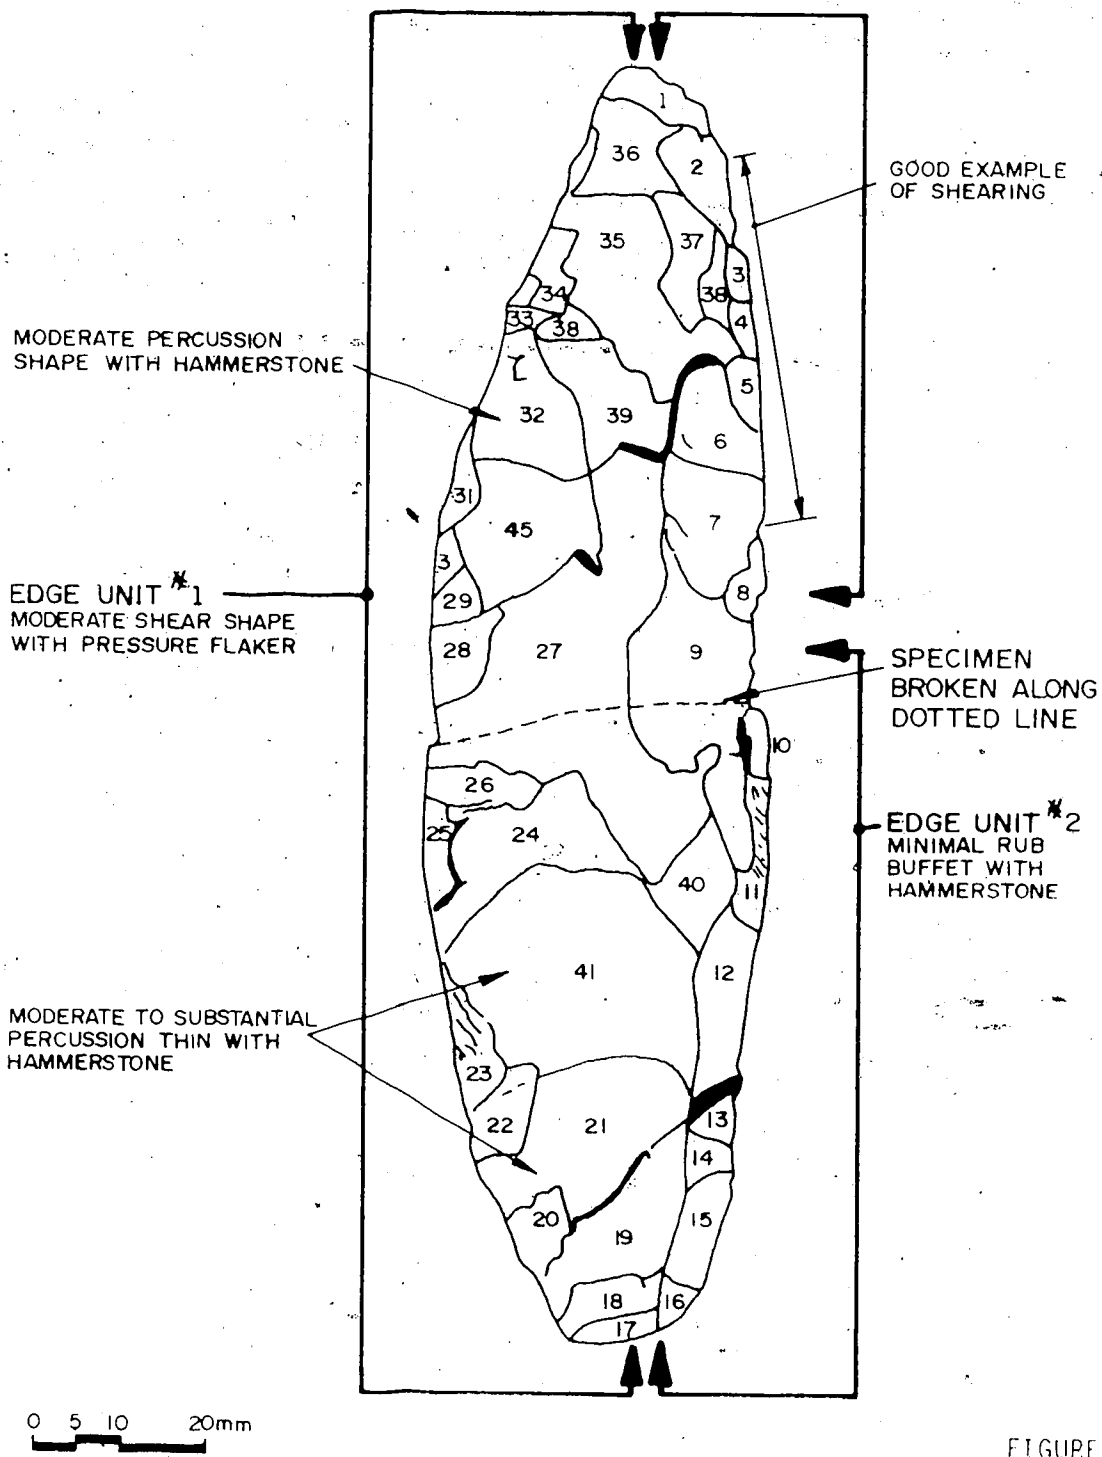 1
36
2
GOOD EXAMPLE
OF SHEARING
35
37
3
34
38
33
38
4
MODERATE PERCUSSION
SHAPE WITH HAMMERSTONE
5
32
39
6
31
45
7
3
8
EDGE UNIT #1
MODERATE SHEAR SHAPE
WITH PRESSURE FLAKER
29
28
27
9
SPECIMEN
BROKEN ALONG
DOTTED LINE
10
26
25
24
EDGE UNIT #2
MINIMAL RUB
BUFFET WITH
HAMMERSTONE
40
11
41
12
MODERATE TO SUBSTANTIAL
PERCUSSION THIN WITH
HAMMERSTONE
23
22
21
13
14
20
15
19
18
16
17
0 5 10 20mm
FIGURE